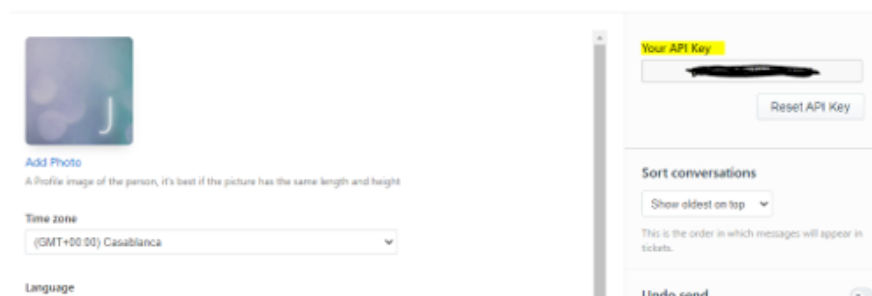 J
Add Photo
A Profile image of the person, it's best if the picture has the same length and height
Time zone
(GMT+00:00) Casablanca
Language
Your API Key
Reset API Key
Sort conversations
Show oldest on top
This is the order in which messages will appear in
tickets.
Undo send